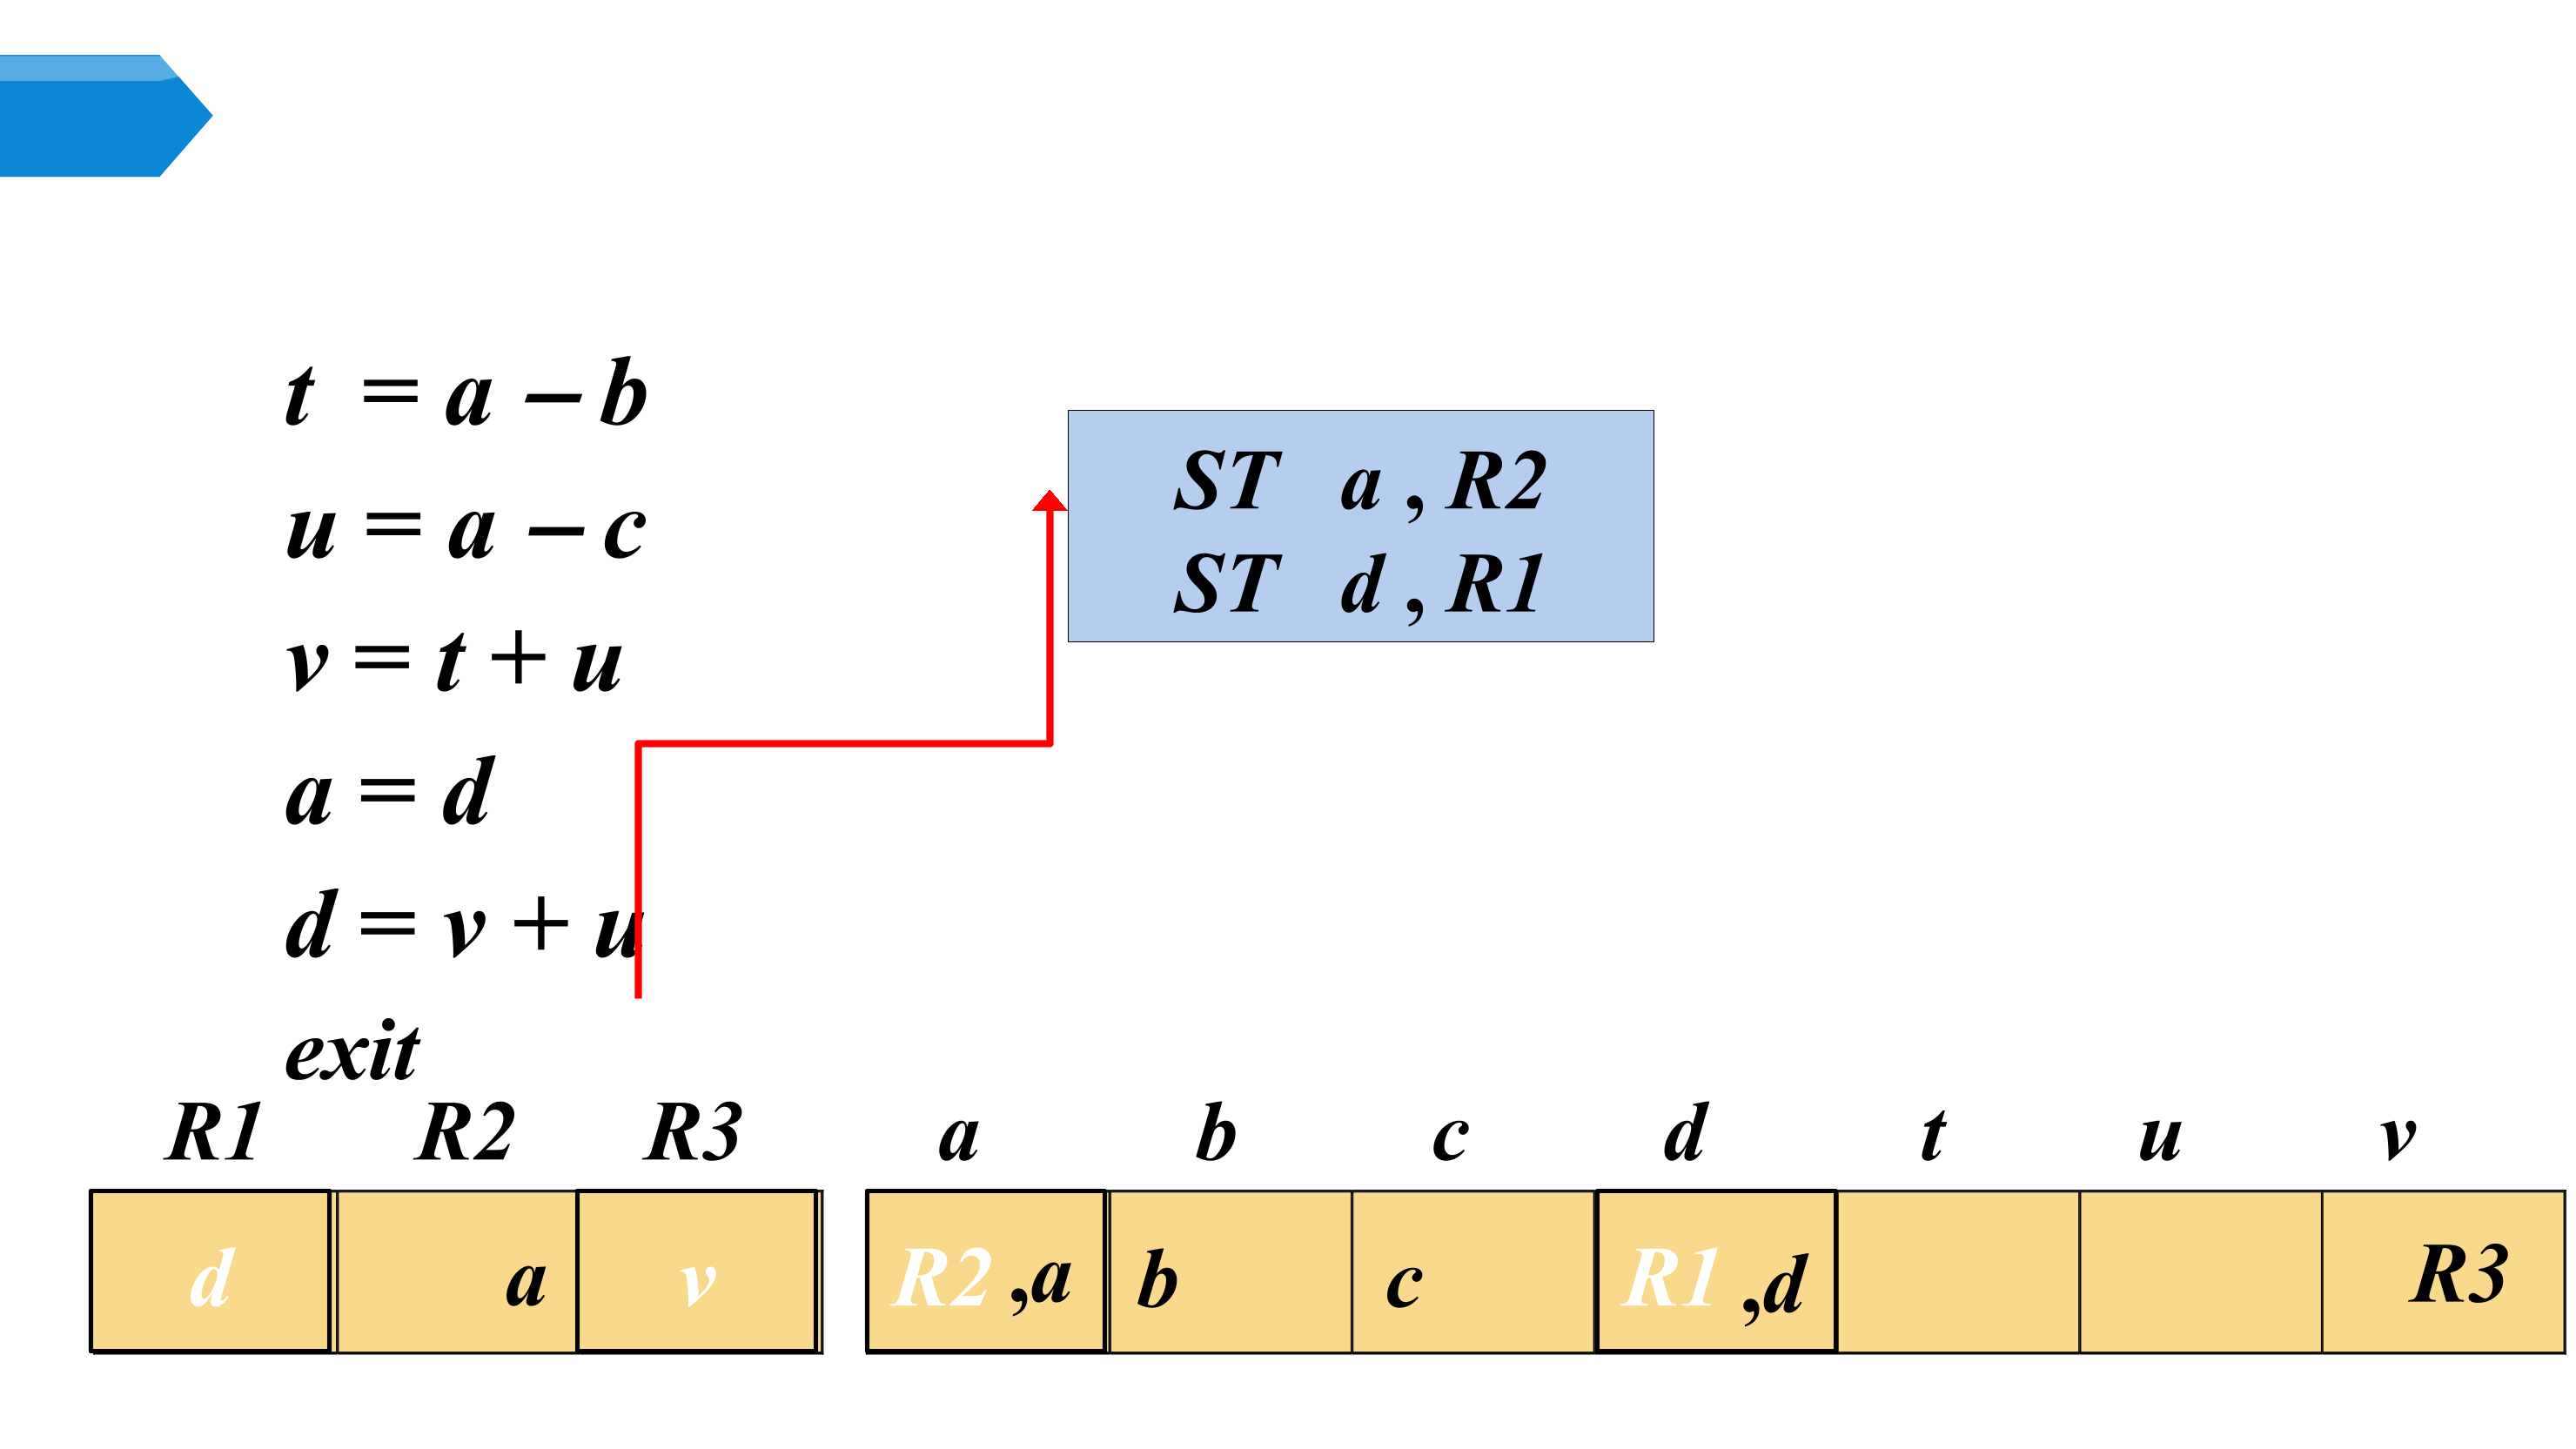 t = a – b
u = a – c
v = t + u
a = d
d = v + u
exit
ST a , R2
ST d , R1
R1 R2 R3 a b c d t u v
d a v R2 ,a b c R1 ,d R3